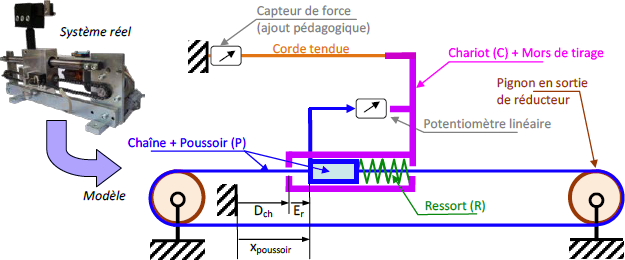 Système réel
Capteur de force
(ajout pédagogique)
Corde tendue
Chariot (C) + Mors de tirage
Pignon en sortie
de réducteur
Potentiomètre linéaire
Chaîne + Poussoir (P)
Modèle
Ressort (R)
Dch
Er
xpoussoir